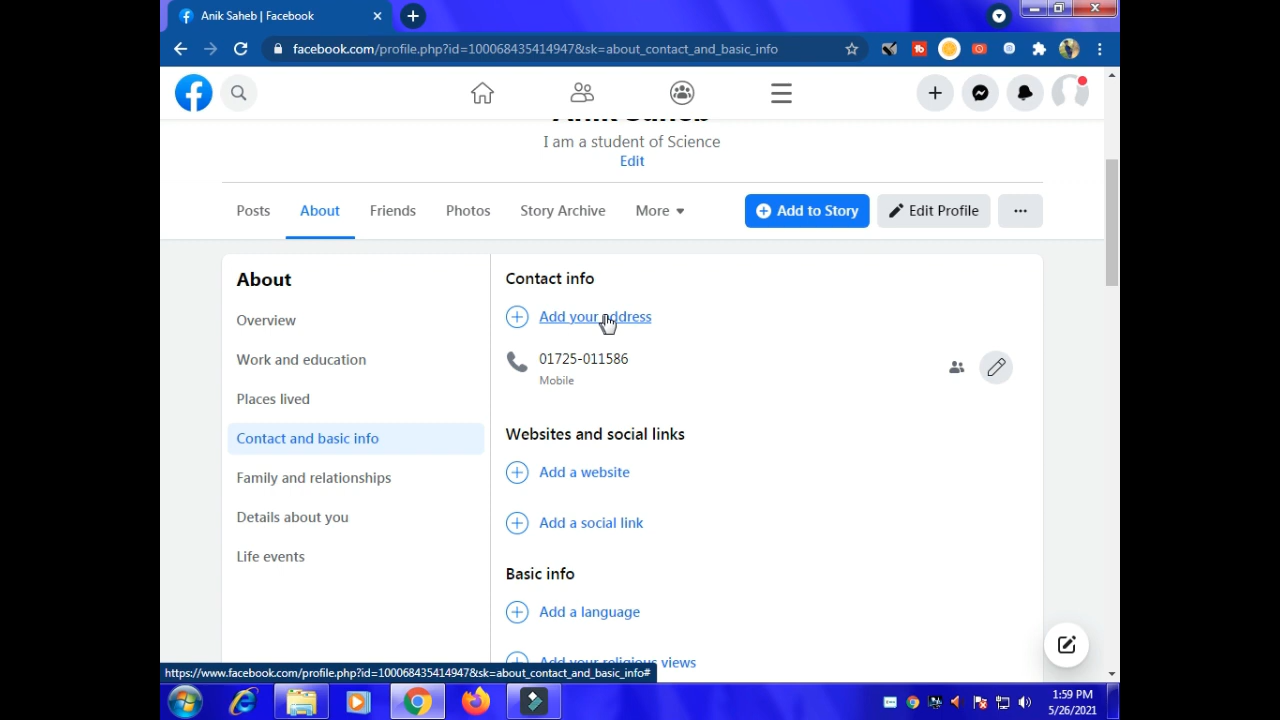 Anik Saheb | Facebook
facebook.com/profile.php?id=100068435414947&sk=about_contact_and_basic_info
Anik Saheb
I am a student of Science
Edit
Posts
About
Friends
Photos
Story Archive
More
Add to Story
Edit Profile
About
Overview
Work and education
Places lived
Contact and basic info
Family and relationships
Details about you
Life events
Contact info
Add your address
01725-011586
Mobile
Websites and social links
Add a website
Add a social link
Basic info
Add a language
Add your religious views
https://www.facebook.com/profile.php?id=100068435414947&sk=about_contact_and_basic_info#
1:59 PM
5/26/2021